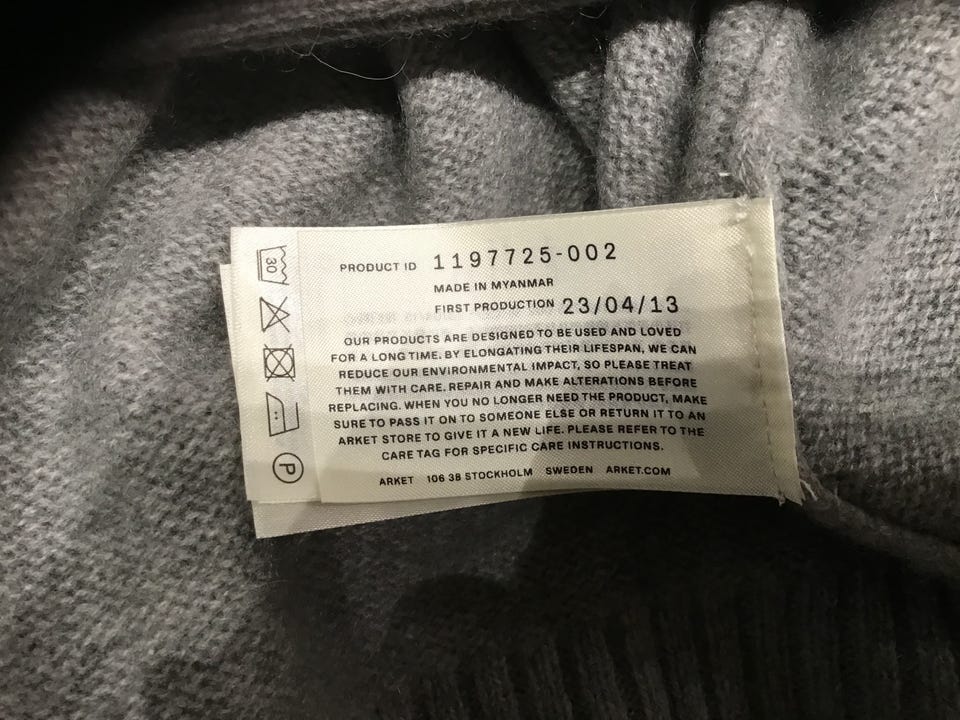 PRODUCT ID 1197725-002
MADE IN MYANMAR
FIRST PRODUCTION 23/04/13
OUR PRODUCTS ARE DESIGNED TO BE USED AND LOVED
FOR A LONG TIME. BY ELONGATING THEIR LIFESPAN, WE CAN
REDUCE OUR ENVIRONMENTAL IMPACT, SO PLEASE TREAT
THEM WITH CARE. REPAIR AND MAKE ALTERATIONS BEFORE
REPLACING. WHEN YOU NO LONGER NEED THE PRODUCT, MAKE
SURE TO PASS IT ON TO SOMEONE ELSE OR RETURN IT TO AN
ARKET STORE TO GIVE IT A NEW LIFE. PLEASE REFER TO THE
CARE TAG FOR SPECIFIC CARE INSTRUCTIONS.
ARKET 106 38 STOCKHOLM SWEDEN ARKET.COM
30
P